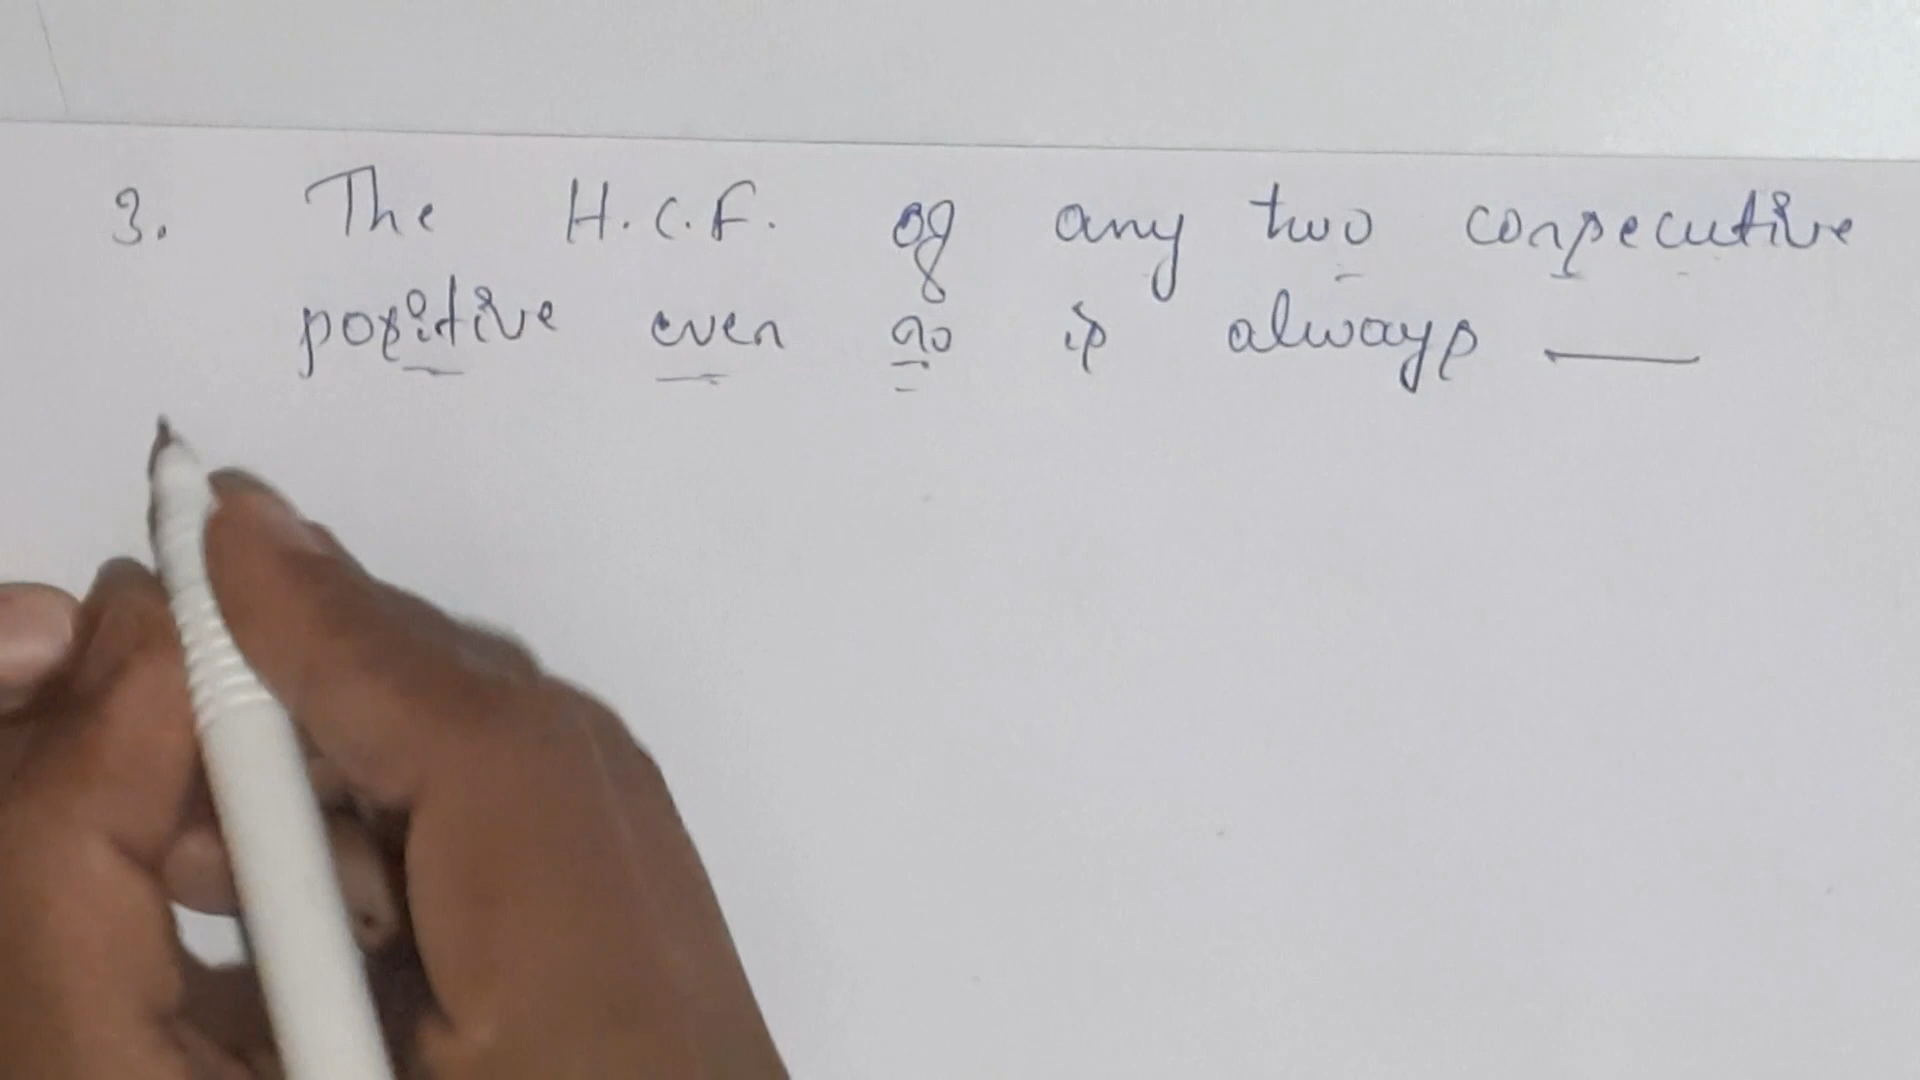 3. The H.C.F. of any two consecutive
positive even no is always ___